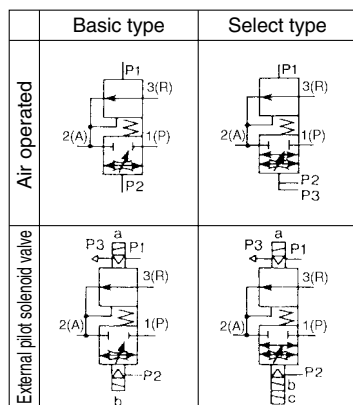 Basic type Select type
Air operated
P1
3(R)
2(A) 1(P)
P2
P1
3(R)
2(A) 1(P)
P2
P3
External pilot solenoid valve
a
P3 P1
3(R)
2(A) 1(P)
P2
b
a
P3 P1
3(R)
2(A) 1(P)
P2
b
c